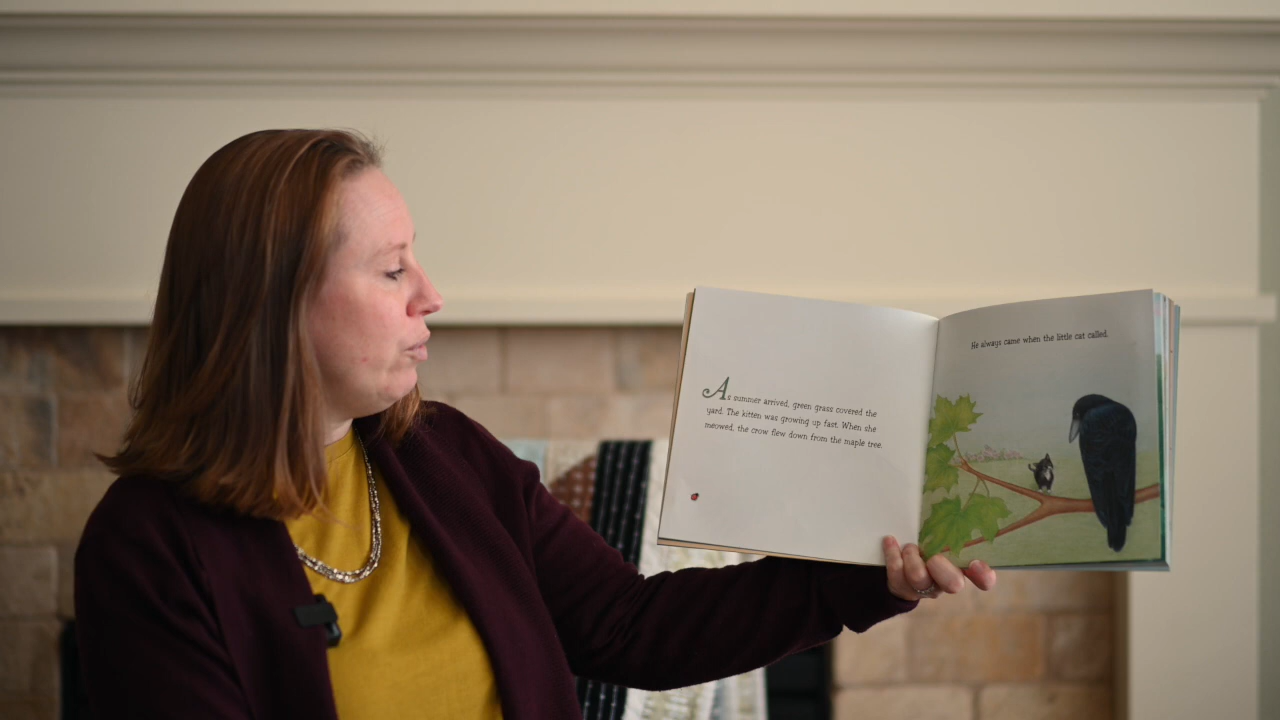 As summer arrived, green grass covered the
yard. The kitten was growing up fast. When she
meowed, the crow flew down from the maple tree.
He always came when the little cat called.